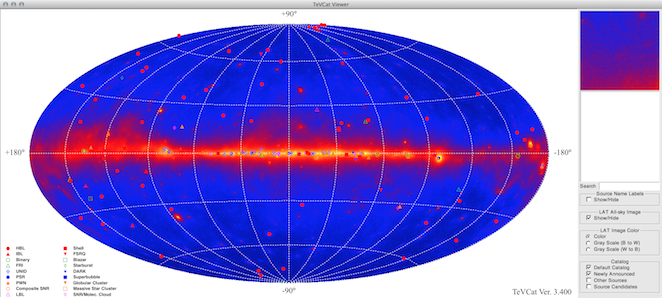 TeVCat Viewer
+90°
+180°
-180°
-90°
TeVCat Ver. 3.400
HBL
IBL
Binary
FRI
UNID
PSR
PWN
Composite SNR
LBL
Shell
FSRQ
Blazar
Starburst
DARK
Superbubble
Globular Cluster
Massive Star Cluster
SNR/Molec. Cloud
Search
Source Name Labels
Show/Hide
LAT All-sky Image
Show/Hide
LAT Image Color
Color
Gray Scale (B to W)
Gray Scale (W to B)
Catalog
Default Catalog
Newly Announced
Other Sources
Source Candidates